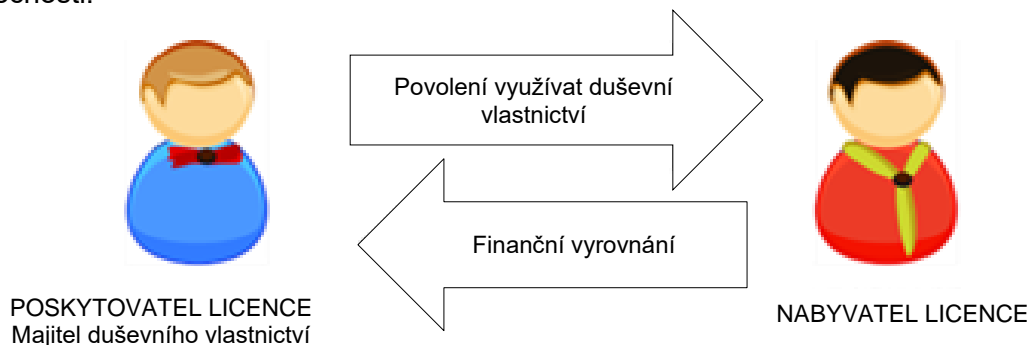 Povolení využívat duševní
vlastnictví
Finanční vyrovnání
POSKYTOVATEL LICENCE
Majitel duševního vlastnictví
NABYVATEL LICENCE